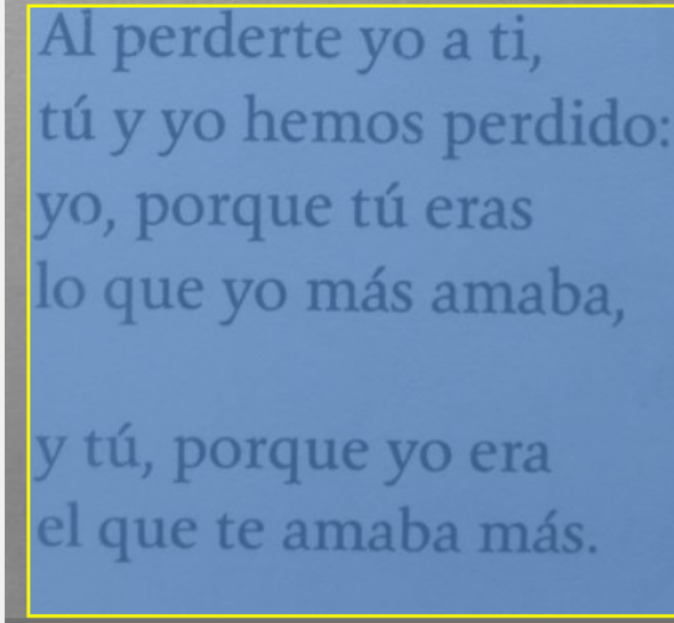 Al perderte yo a ti,
tú y yo hemos perdido:
yo, porque tú eras
lo que yo más amaba,
y tú, porque yo era
el que te amaba más.